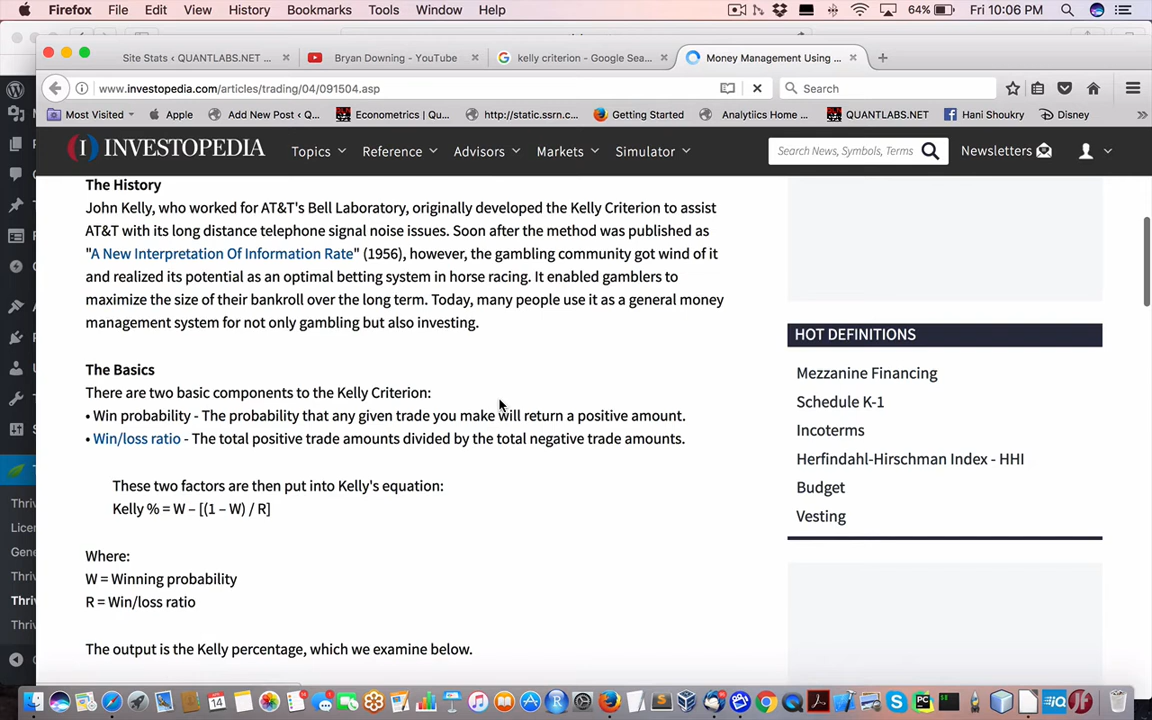 Firefox File Edit View History Bookmarks Tools Window Help 64% Fri 10:06 PM
Site Stats ‹ QUANTLABS.NET ... × Bryan Downing - YouTube × kelly criterion - Google Sea... × Money Management Using ... × +
www.investopedia.com/articles/trading/04/091504.asp Search
Most Visited Apple Add New Post ‹ Q... Econometrics | Qu... http://static.ssrn.c... Getting Started Analytics Home ... QUANTLABS.NET Hani Shoukry Disney
INVESTOPEDIA Topics Reference Advisors Markets Simulator Search News, Symbols, Terms Newsletters
The History
John Kelly, who worked for AT&T's Bell Laboratory, originally developed the Kelly Criterion to assist
AT&T with its long distance telephone signal noise issues. Soon after the method was published as
"A New Interpretation Of Information Rate" (1956), however, the gambling community got wind of it
and realized its potential as an optimal betting system in horse racing. It enabled gamblers to
maximize the size of their bankroll over the long term. Today, many people use it as a general money
management system for not only gambling but also investing.
The Basics
There are two basic components to the Kelly Criterion:
• Win probability - The probability that any given trade you make will return a positive amount.
• Win/loss ratio - The total positive trade amounts divided by the total negative trade amounts.
These two factors are then put into Kelly's equation:
Kelly % = W – [(1 – W) / R]
Where:
W = Winning probability
R = Win/loss ratio
The output is the Kelly percentage, which we examine below.
HOT DEFINITIONS
Mezzanine Financing
Schedule K-1
Incoterms
Herfindahl-Hirschman Index - HHI
Budget
Vesting
Thriv
Licen
Gene
Thriv
Thriv
Thriv